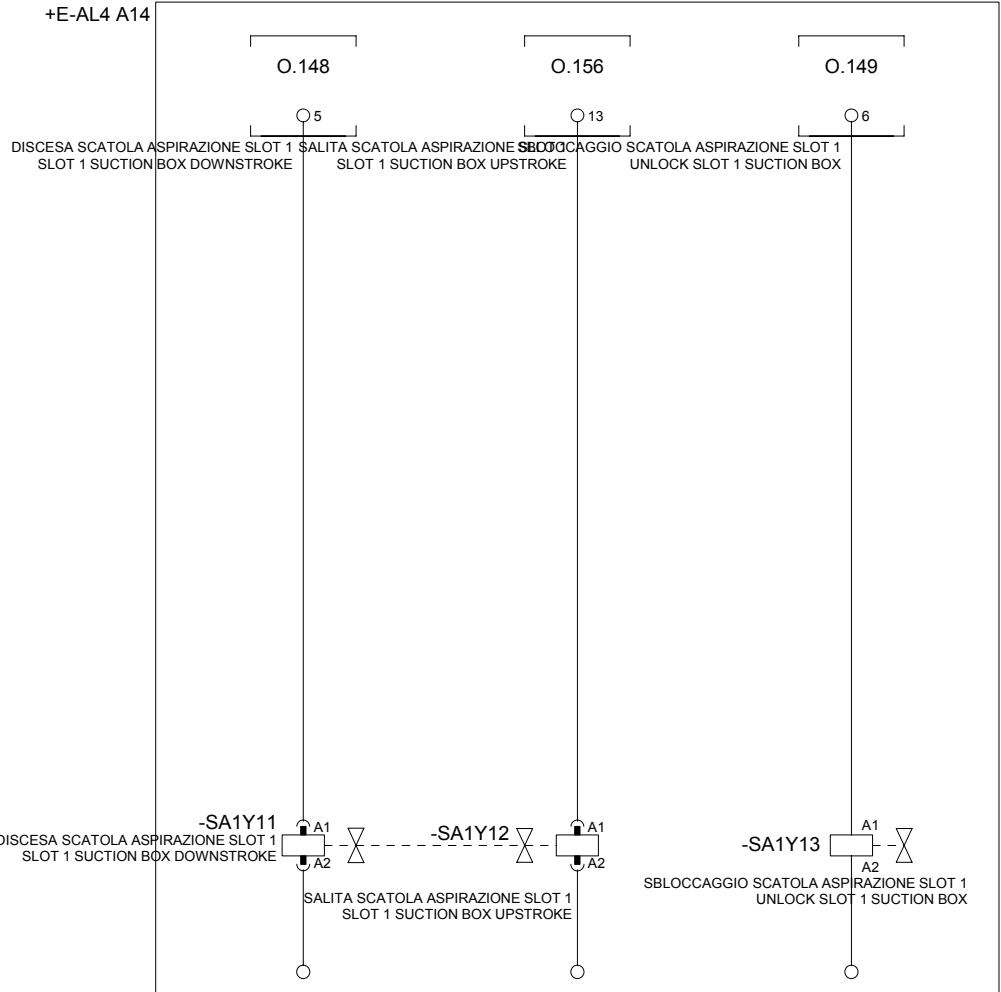 +E-AL4 A14
O.148
O.156
O.149
5
13
6
DISCESA SCATOLA ASPIRAZIONE SLOT 1
SLOT 1 SUCTION BOX DOWNSTROKE
SALITA SCATOLA ASPIRAZIONE SLOT 1
SLOT 1 SUCTION BOX UPSTROKE
SBLOCCAGGIO SCATOLA ASPIRAZIONE SLOT 1
UNLOCK SLOT 1 SUCTION BOX
-SA1Y11
A1
DISCESA SCATOLA ASPIRAZIONE SLOT 1
SLOT 1 SUCTION BOX DOWNSTROKE
A2
-SA1Y12
A1
A2
SALITA SCATOLA ASPIRAZIONE SLOT 1
SLOT 1 SUCTION BOX UPSTROKE
-SA1Y13
A1
A2
SBLOCCAGGIO SCATOLA ASPIRAZIONE SLOT 1
UNLOCK SLOT 1 SUCTION BOX